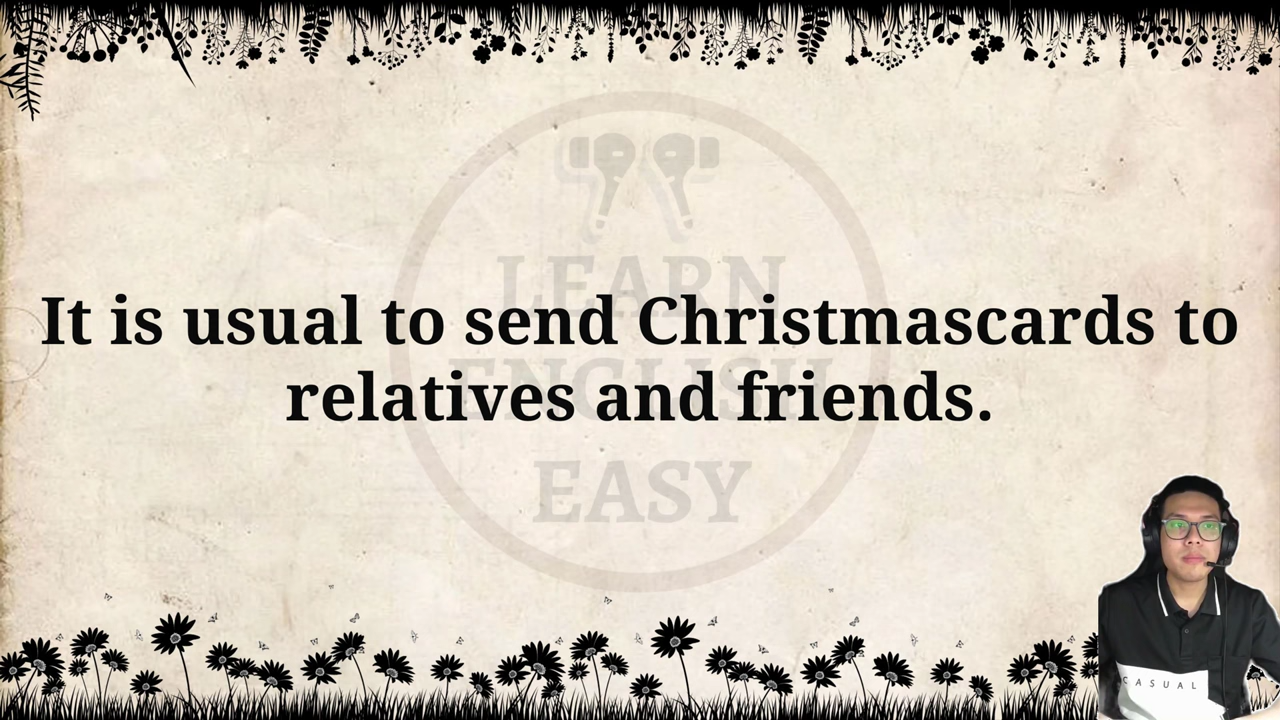 LEARN
ENGLISH
EASY
It is usual to send Christmascards to
relatives and friends.
CASUAL